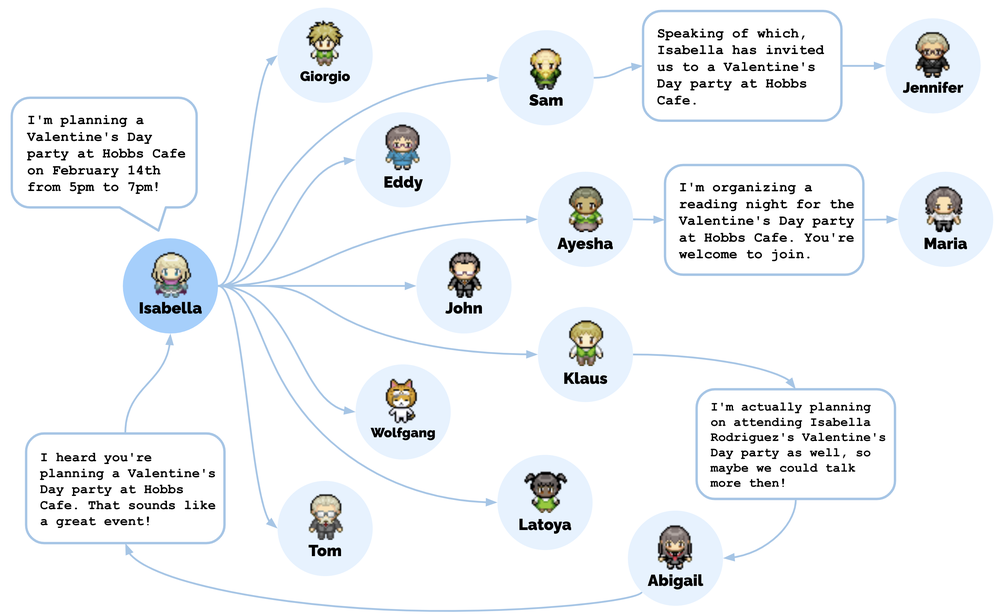 Giorgio
Sam
Speaking of which,
Isabella has invited
us to a Valentine's
Day party at Hobbs
Cafe.
Jennifer
I'm planning a
Valentine's Day
party at Hobbs Cafe
on February 14th
from 5pm to 7pm!
Eddy
Ayesha
I'm organizing a
reading night for the
Valentine's Day party
at Hobbs Cafe. You're
welcome to join.
Maria
Isabella
John
Klaus
Wolfgang
I'm actually planning
on attending Isabella
Rodriguez's Valentine's
Day party as well, so
maybe we could talk
more then!
I heard you're
planning a Valentine's
Day party at Hobbs
Cafe. That sounds like
a great event!
Tom
Latoya
Abigail